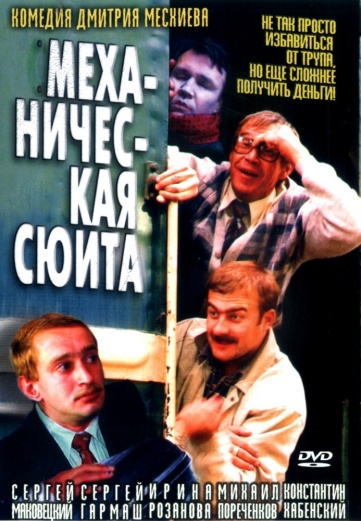 КОМЕДИЯ ДМИТРИЯ МЕСХИЕВА
НЕ ТАК ПРОСТО
ИЗБАВИТЬСЯ
ОТ ТРУПА,
НО ЕЩЕ СЛОЖНЕЕ
ПОЛУЧИТЬ ДЕНЬГИ!
МЕХА-
НИЧЕС-
КАЯ
СЮИТА
DVD
СЕРГЕЙ СЕРГЕЙ ИРИНА МИХАИЛ КОНСТАНТИН
МАКОВЕЦКИЙ ГАРМАШ РОЗАНОВА ПОРЕЧЕНКОВ ХАБЕНСКИЙ